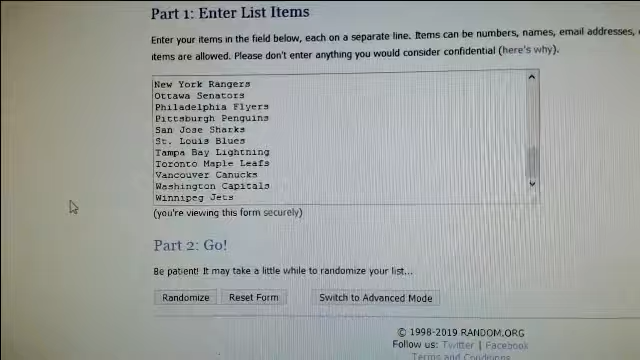 Part 1: Enter List Items
Enter your items in the field below, each on a separate line. Items can be numbers, names, email addresses,
items are allowed. Please don't enter anything you would consider confidential (here's why).
New York Rangers
Ottawa Senators
Philadelphia Flyers
Pittsburgh Penguins
San Jose Sharks
St. Louis Blues
Tampa Bay Lightning
Toronto Maple Leafs
Vancouver Canucks
Washington Capitals
Winnipeg Jets
(you're viewing this form securely)
Part 2: Go!
Be patient! It may take a little while to randomize your list...
Randomize Reset Form Switch to Advanced Mode
© 1998-2019 RANDOM.ORG
Follow us: Twitter | Facebook
Terms and Conditions